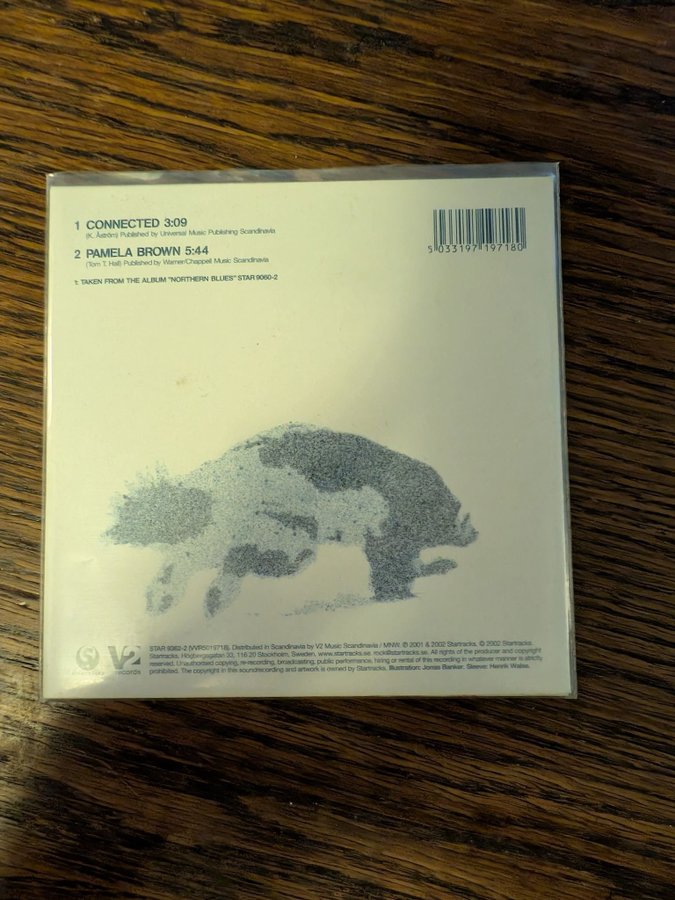 1 CONNECTED 3:09
(K. Åström) Published by Universal Music Publishing Scandinavia
2 PAMELA BROWN 5:44
(Tom T. Hall) Published by Warner/Chappell Music Scandinavia
1: TAKEN FROM THE ALBUM "NORTHERN BLUES" STAR 9060-2
5 033197 197180
V2
records
STAR 9062-2 (VVR5019718). Distributed in Scandinavia by V2 Music Scandinavia / MNW. ℗ 2001 & 2002 Startracks. © 2002 Startracks.
Startracks, Högbergsgatan 33, 116 20 Stockholm, Sweden. www.startracks.se. rock@startracks.se. All rights of the producer and copyright
reserved. Unauthorised copying, re-recording, broadcasting, public performance, hiring or rental of this recording in whatever manner is strictly
prohibited. The copyright in this soundrecording and artwork is owned by Startracks. Illustration: Jonas Banker. Sleeve: Henrik Walse.